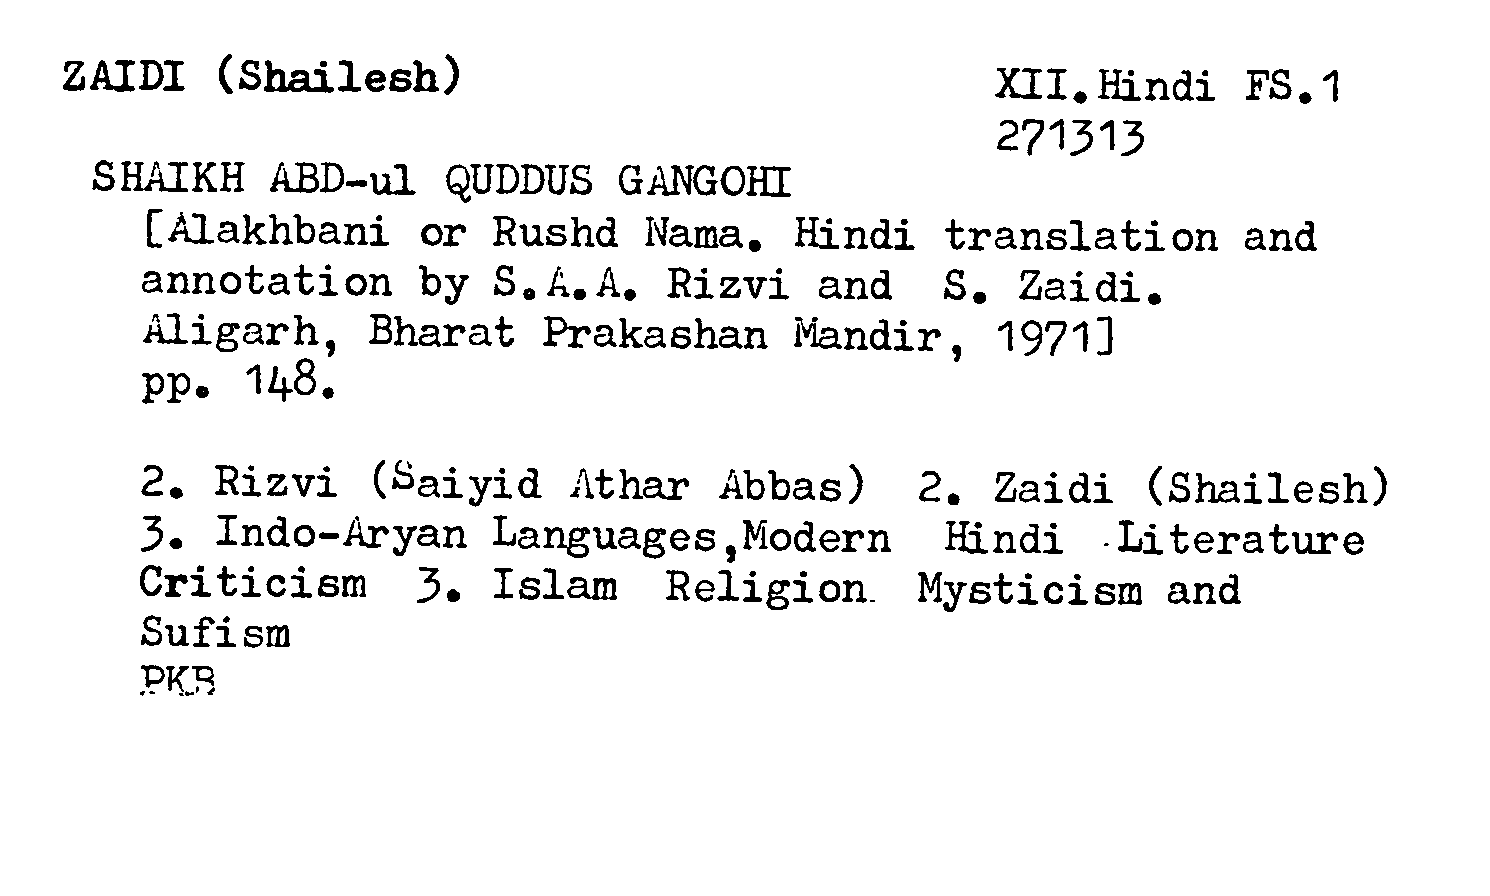 ZAIDI (Shailesh)
XII.Hindi FS.1
271313
SHAIKH ABD-ul QUDDUS GANGOHI
[Alakhbani or Rushd Nama. Hindi translation and
annotation by S.A.A. Rizvi and S. Zaidi.
Aligarh, Bharat Prakashan Mandir, 1971]
pp. 148.
2. Rizvi (Saiyid Athar Abbas) 2. Zaidi (Shailesh)
3. Indo-Aryan Languages,Modern Hindi Literature
Criticism 3. Islam Religion Mysticism and
Sufism
PKB